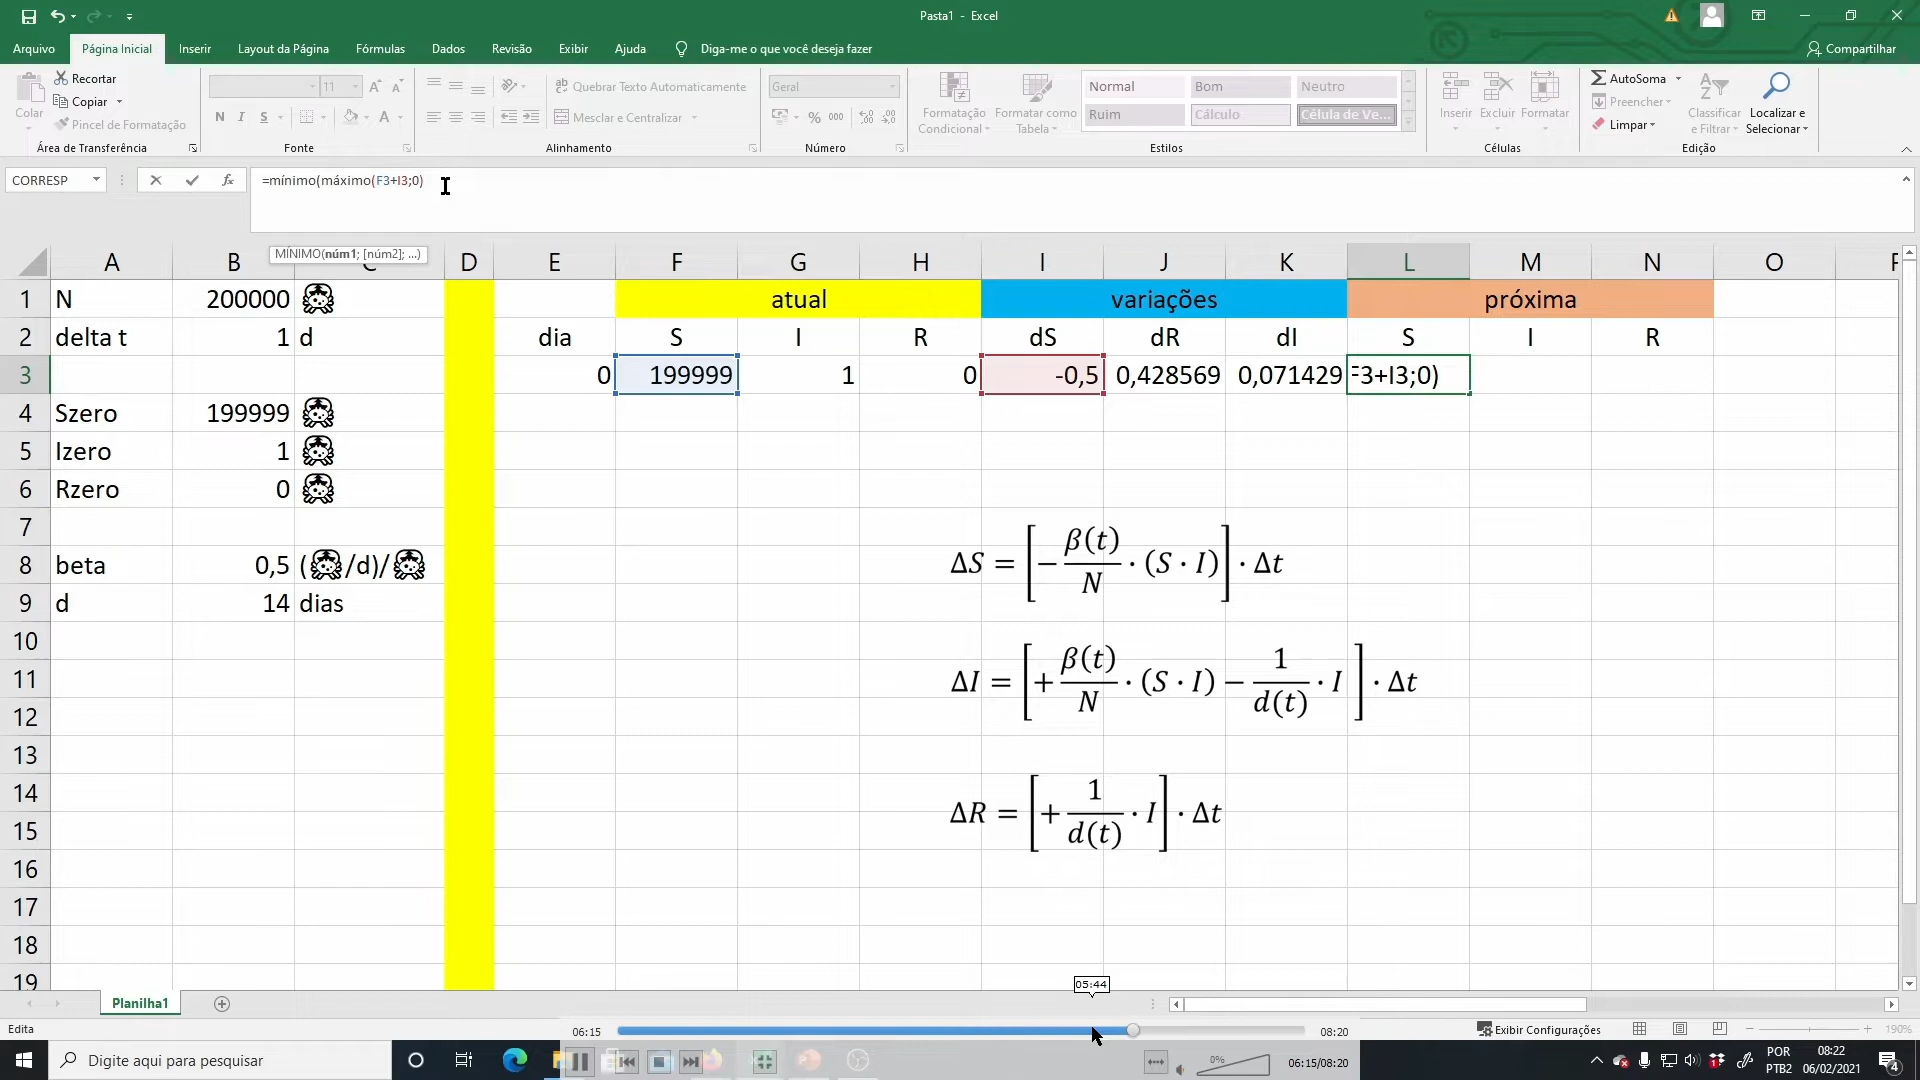 Pasta1 - Excel
Arquivo Página Inicial Inserir Layout da Página Fórmulas Dados Revisão Exibir Ajuda Diga-me o que você deseja fazer Compartilhar
Recortar
Copiar
Pincel de Formatação
Colar
Área de Transferência
11
N I S
Fonte
Quebrar Texto Automaticamente
Mesclar e Centralizar
Alinhamento
Geral
% 000
Número
Formatação Condicional
Formatar como Tabela
Normal Bom Neutro
Ruim Cálculo Célula de Ve...
Estilos
Inserir Excluir Formatar
Células
AutoSoma
Preencher
Limpar
Classificar e Filtrar
Localizar e Selecionar
Edição
CORRESP fx =mínimo(máximo(F3+I3;0)
MÍNIMO(núm1; [núm2]; ...)
A B C D E F G H I J K L M N O
1 N 200000 atual variações próxima
2 delta t 1 d dia S I R dS dR dI S I R
3 0 199999 1 0 -0,5 0,428569 0,071429 F3+I3;0)
4 Szero 199999
5 Izero 1
6 Rzero 0
7
8 beta 0,5 (/d)/
9 d 14 dias
10
11
12
13
14
15
16
17
18
19
ΔS = [− β(t)/N · (S · I)] · Δt
ΔI = [+ β(t)/N · (S · I) − 1/d(t) · I] · Δt
ΔR = [+ 1/d(t) · I] · Δt
Planilha1
05:44
Edita
06:15 08:20
Exibir Configurações
190%
Digite aqui para pesquisar
0%
06:15/08:20
POR
PTB2
08:22
06/02/2021
4